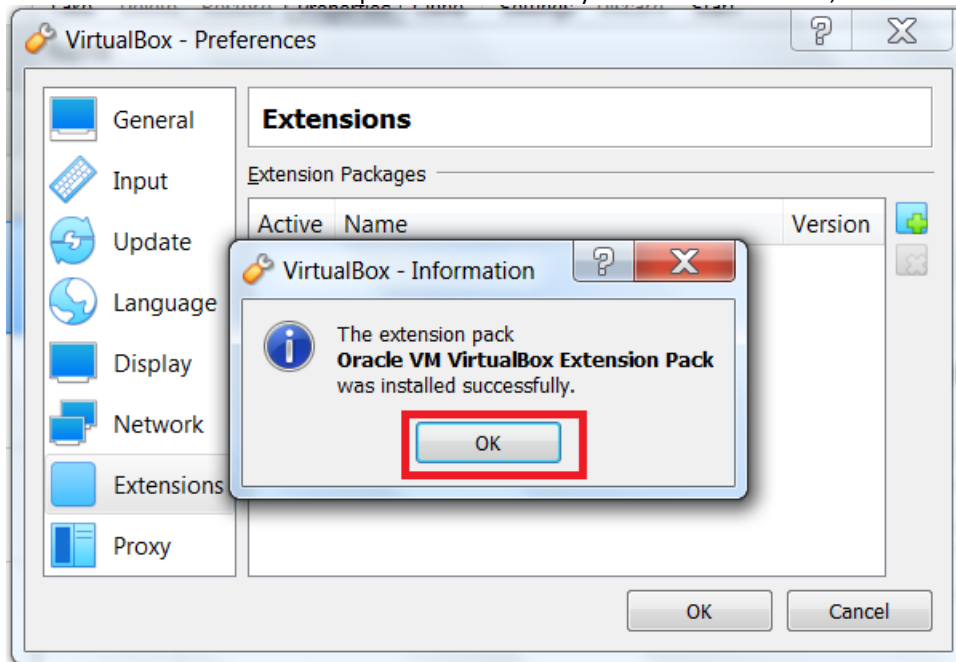 VirtualBox - Preferences
General
Input
Update
Language
Display
Network
Extensions
Proxy
Extensions
Extension Packages
Active Name Version
VirtualBox - Information
The extension pack
Oracle VM VirtualBox Extension Pack
was installed successfully.
OK
OK Cancel